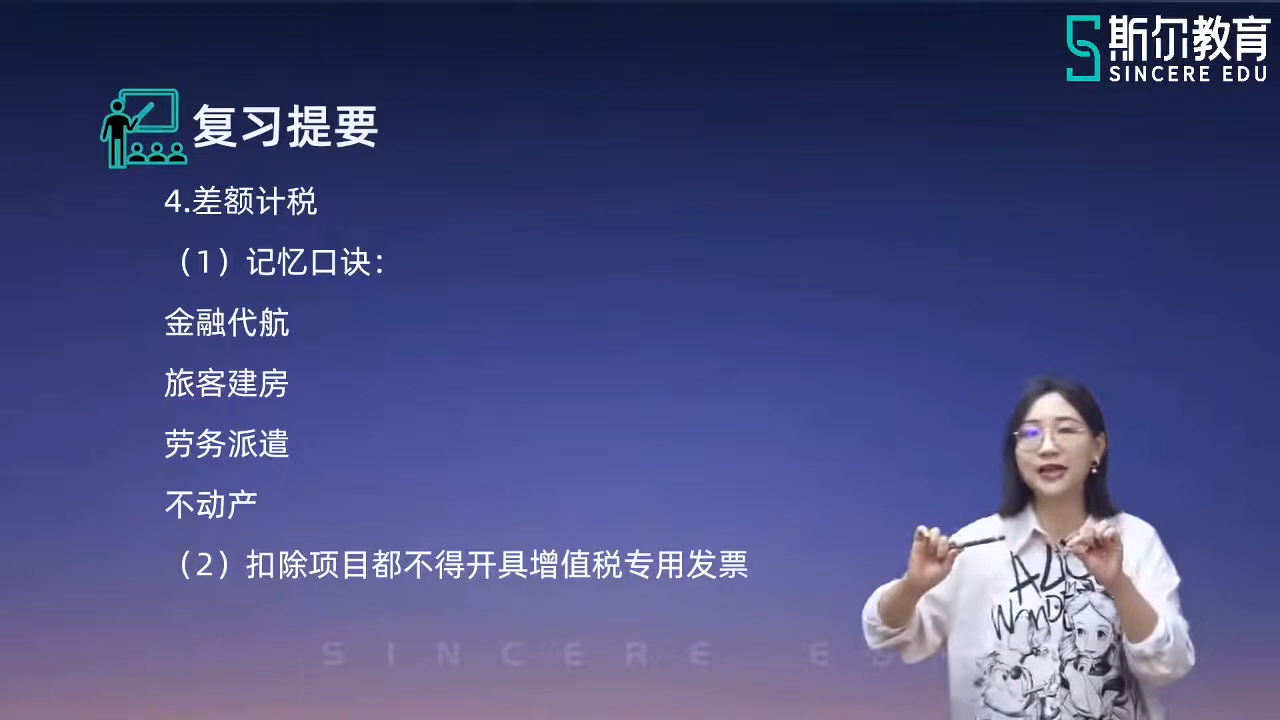 斯尔教育
SINCERE EDU
复习提要
4.差额计税
（1）记忆口诀：
金融代航
旅客建房
劳务派遣
不动产
（2）扣除项目都不得开具增值税专用发票
SINCERE E